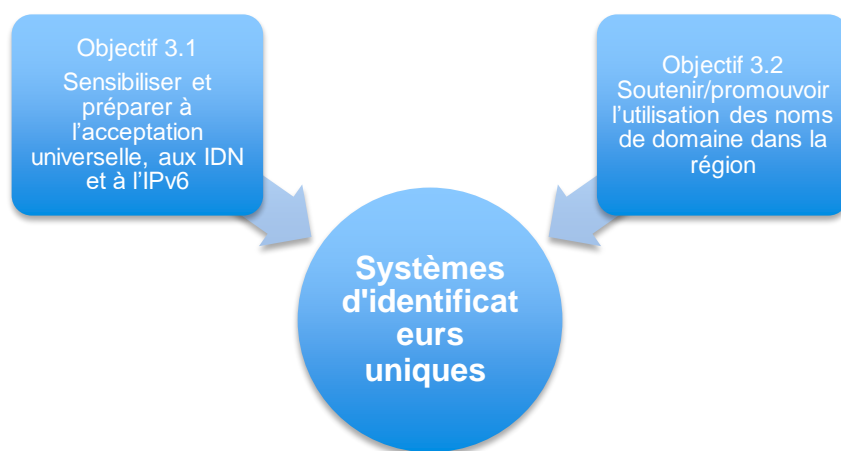 Objectif 3.1
Sensibiliser et
préparer à
l'acceptation
universelle, aux IDN
et à l'IPv6
Objectif 3.2
Soutenir/promouvoir
l'utilisation des noms
de domaine dans la
région
Systèmes
d'identificat
eurs
uniques